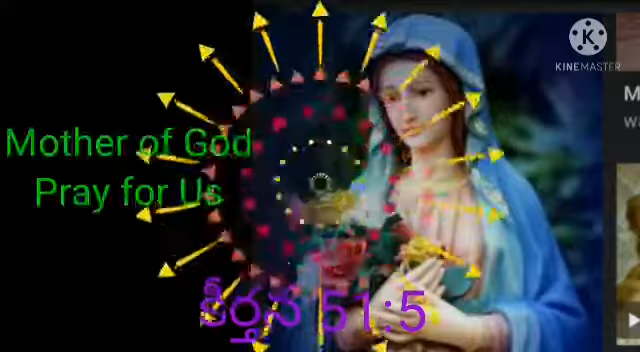 KINEMASTER
Mother of God
Pray for Us
కీర్తన 51:5